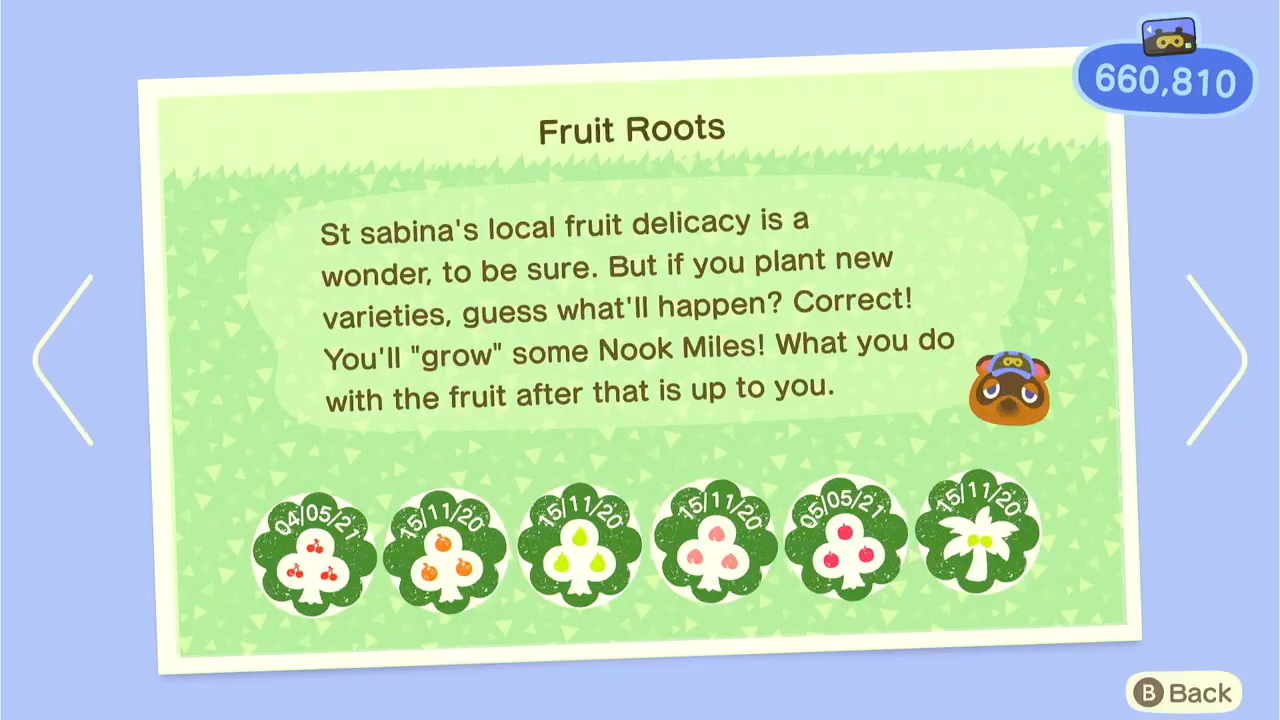 660,810
Fruit Roots
St sabina's local fruit delicacy is a
wonder, to be sure. But if you plant new
varieties, guess what'll happen? Correct!
You'll "grow" some Nook Miles! What you do
with the fruit after that is up to you.
04/05/21
15/11/20
15/11/20
15/11/20
05/05/21
15/11/20
B Back